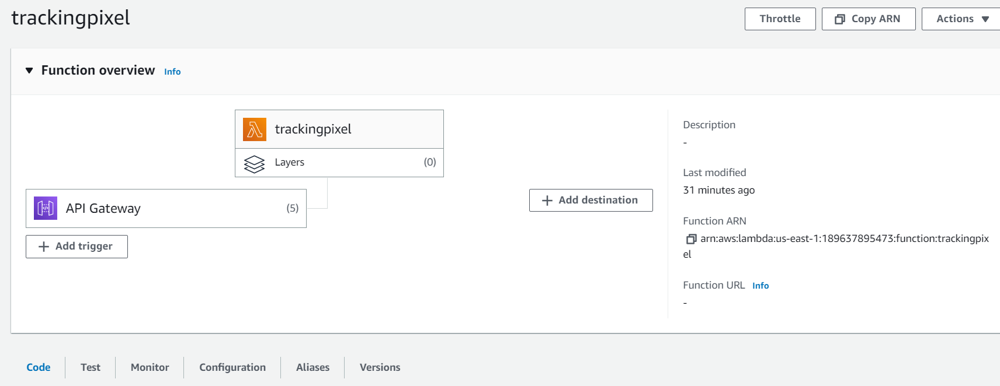 trackingpixel
Throttle
Copy ARN
Actions
Function overview Info
trackingpixel
Layers (0)
API Gateway (5)
Add trigger
Add destination
Description
-
Last modified
31 minutes ago
Function ARN
arn:aws:lambda:us-east-1:189637895473:function:trackingpix
el
Function URL Info
-
Code
Test
Monitor
Configuration
Aliases
Versions